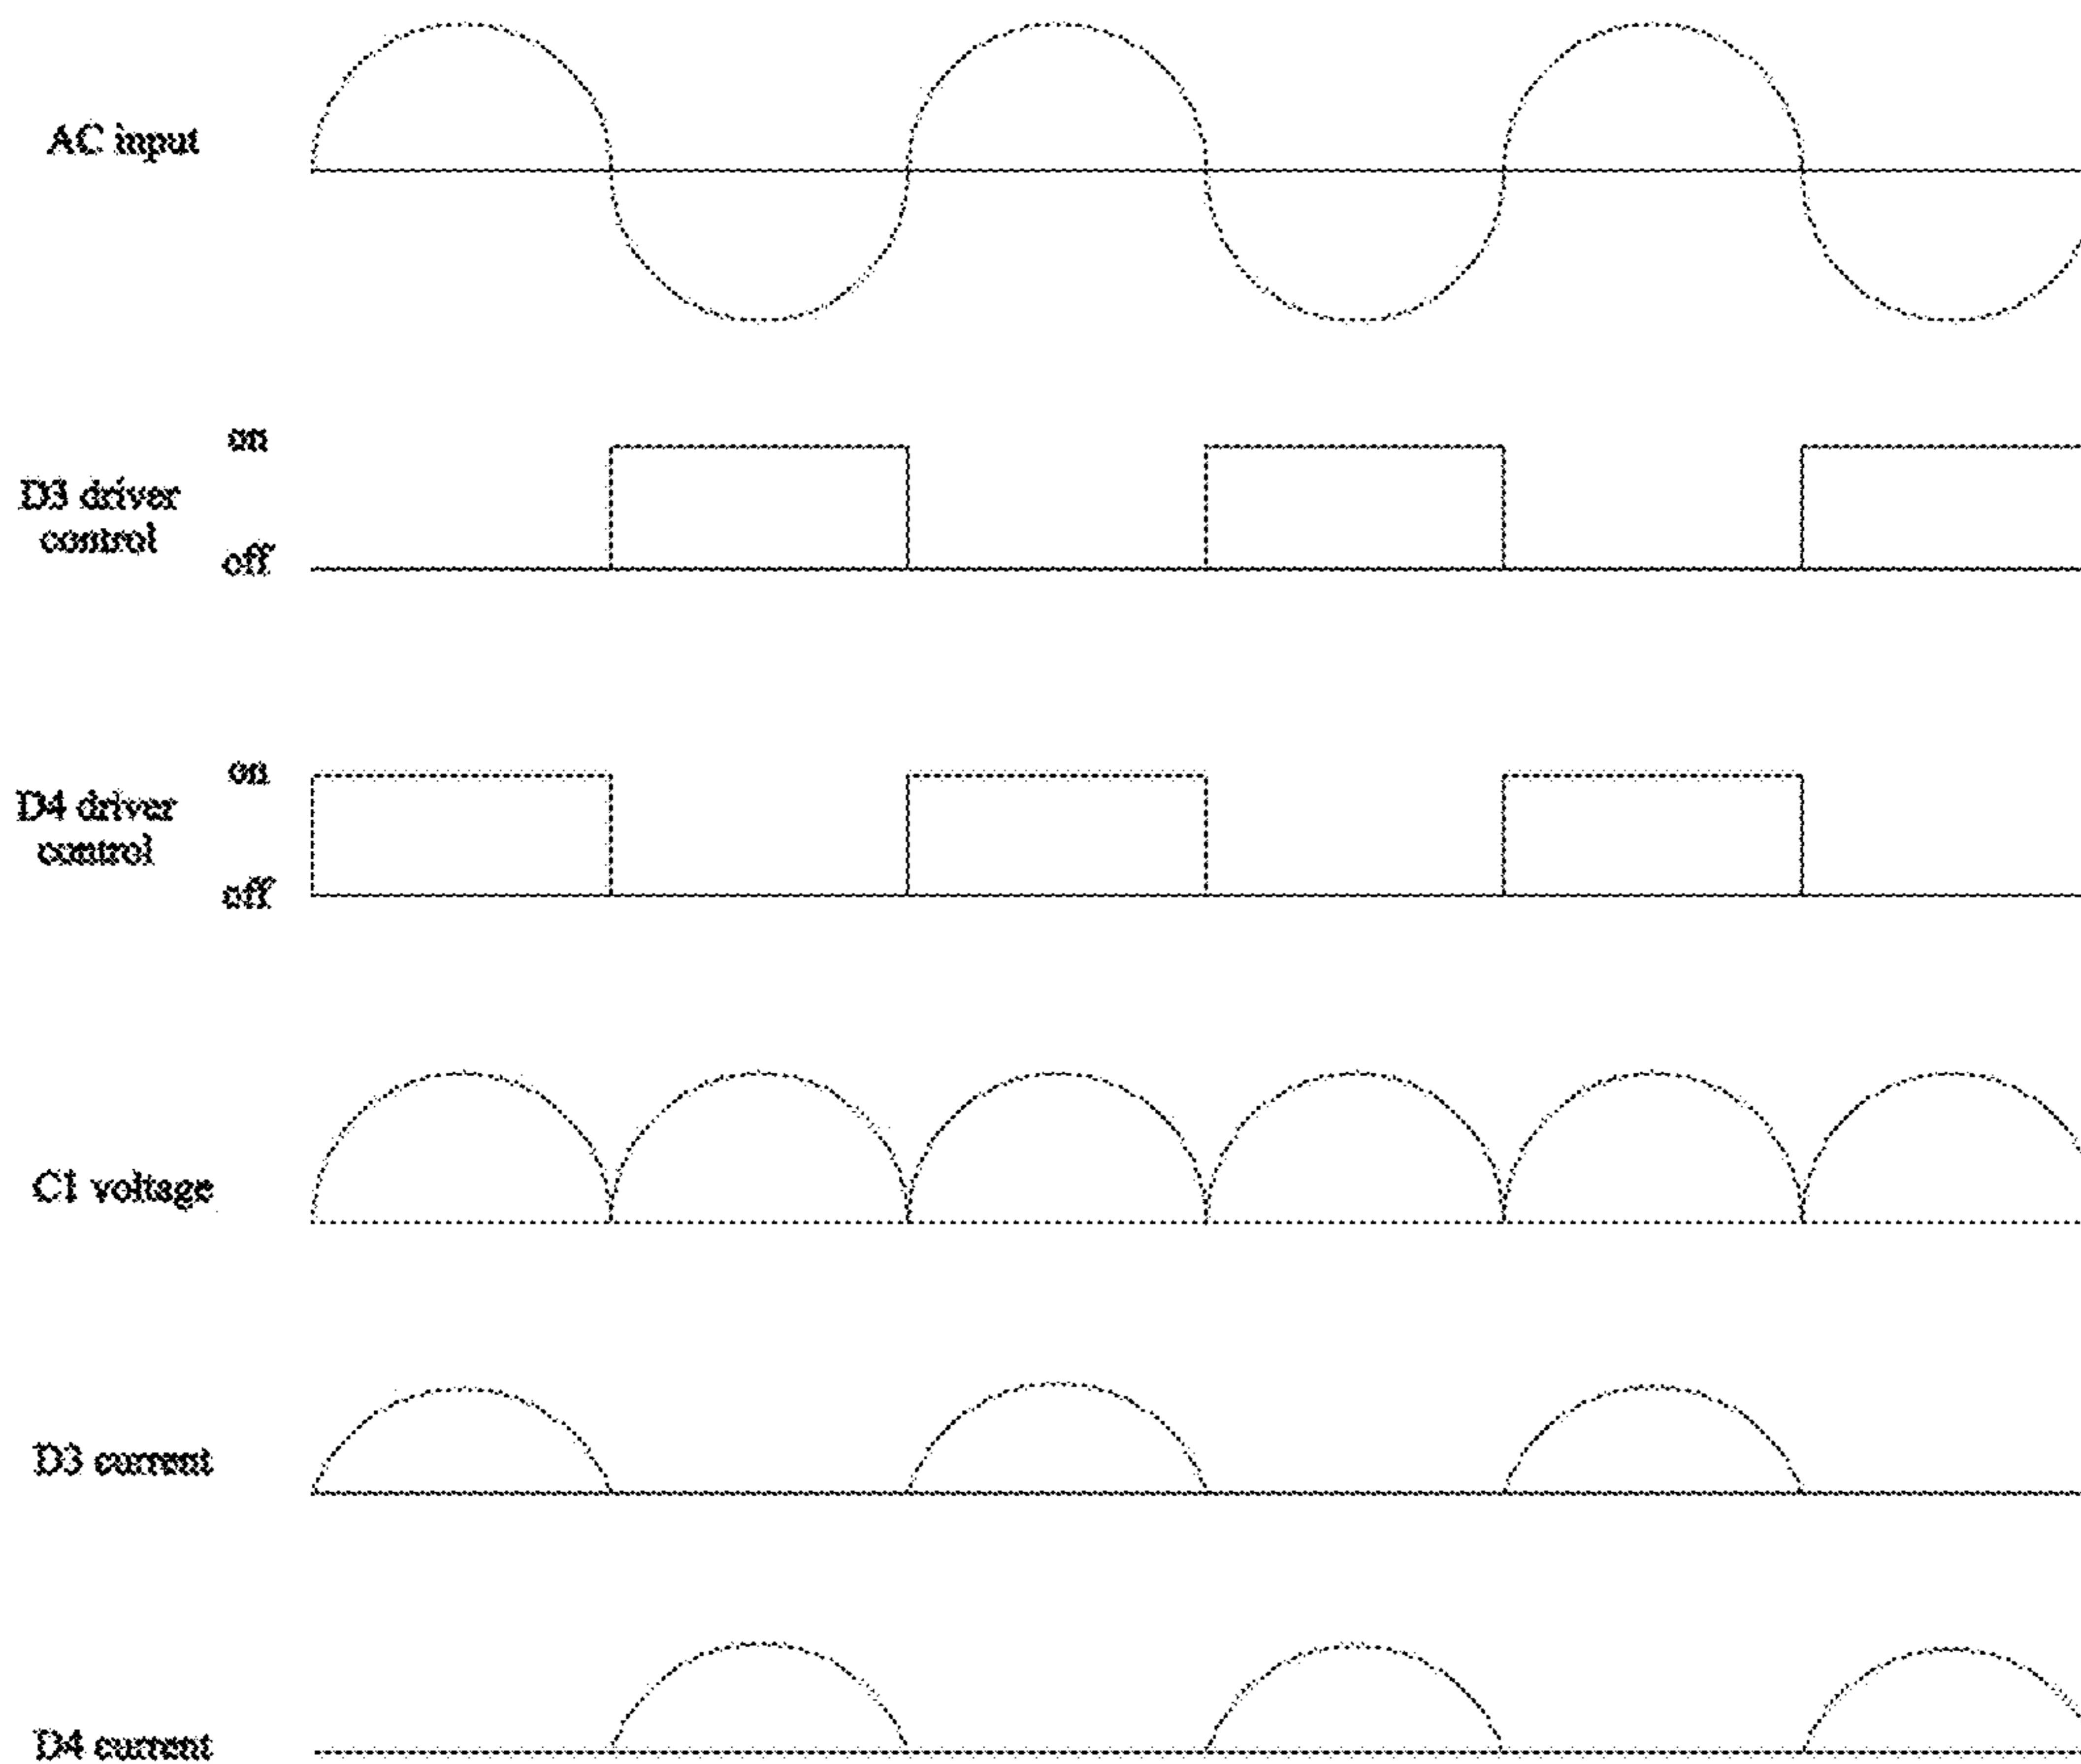 AC input
on
D3 driver
control
off
on
D4 driver
control
off
C1 voltage
D3 current
D4 current